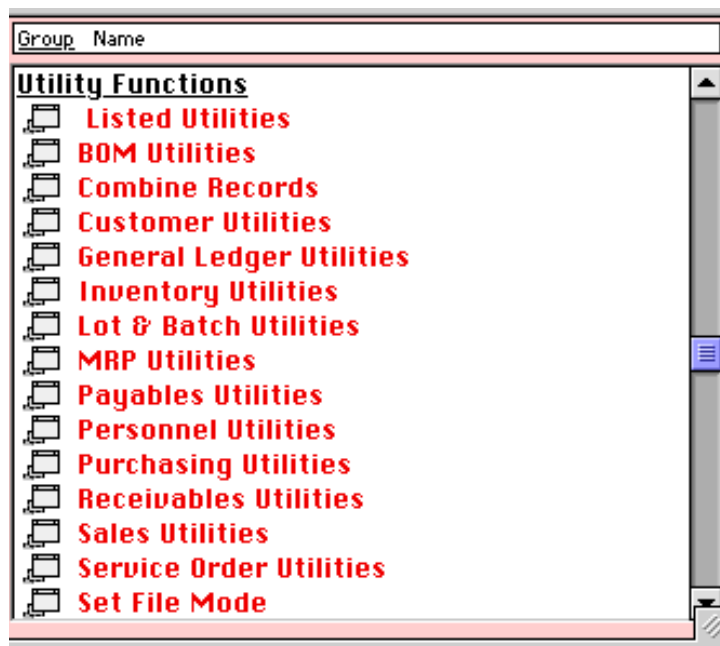 Group Name
Utility Functions
Listed Utilities
BOM Utilities
Combine Records
Customer Utilities
General Ledger Utilities
Inventory Utilities
Lot & Batch Utilities
MRP Utilities
Payables Utilities
Personnel Utilities
Purchasing Utilities
Receivables Utilities
Sales Utilities
Service Order Utilities
Set File Mode